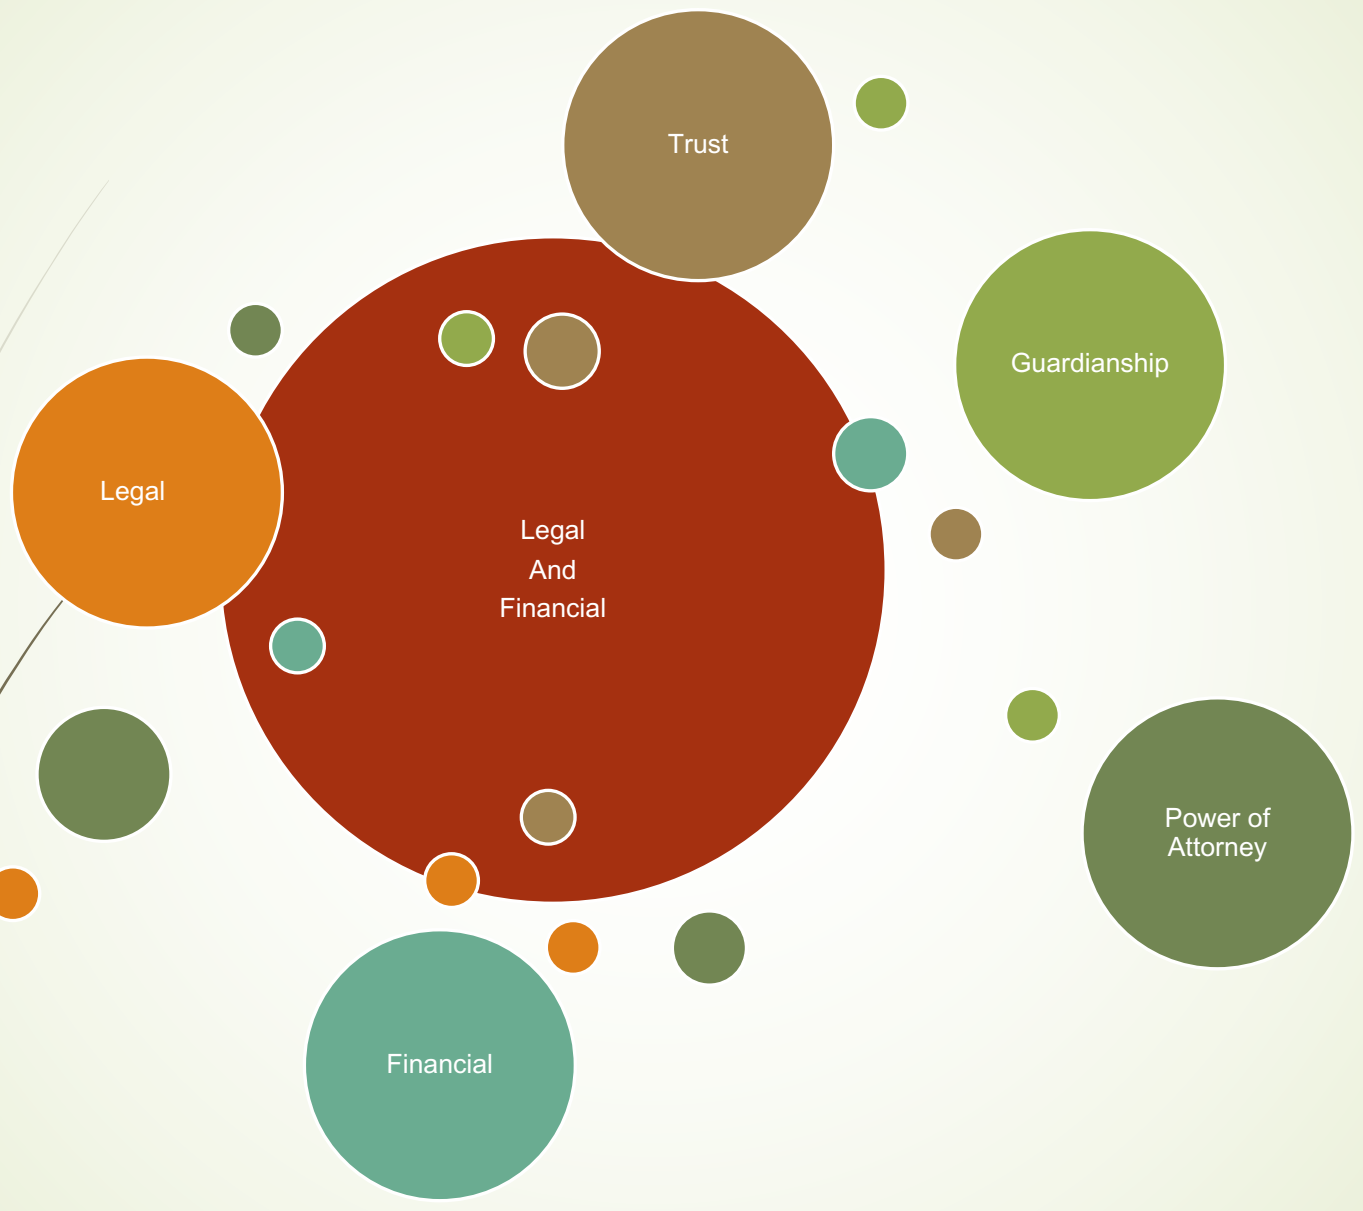 Trust
Guardianship
Legal
Legal
And
Financial
Power of
Attorney
Financial